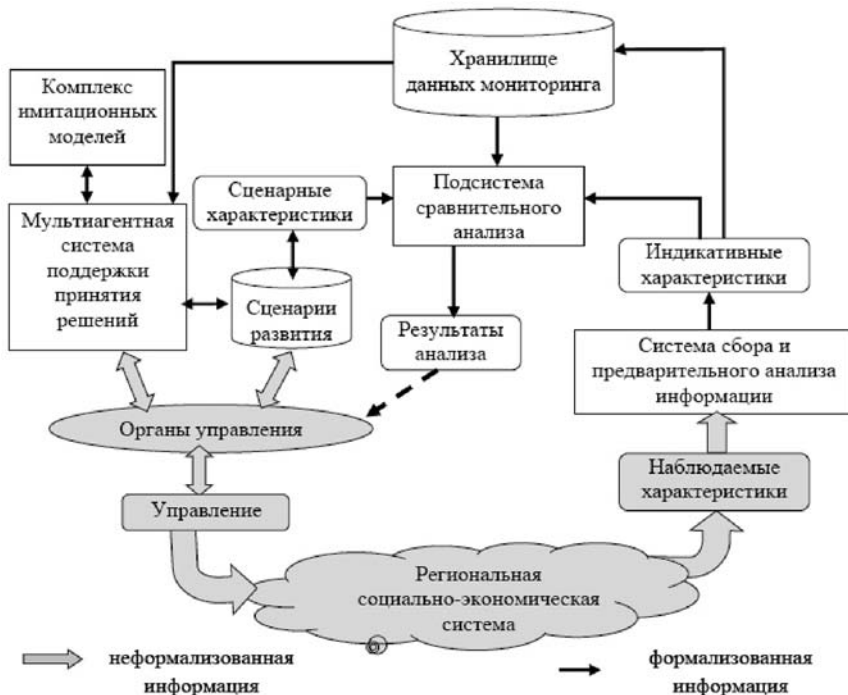 Хранилище
данных мониторинга
Комплекс
имитационных
моделей
Сценарные
характеристики
Подсистема
сравнительного
анализа
Мультиагентная
система
поддержки
принятия
решений
Индикативные
характеристики
Сценарии
развития
Результаты
анализа
Система сбора и
предварительного анализа
информации
Органы управления
Наблюдаемые
характеристики
Управление
Региональная
социально-экономическая
система
неформализованная
информация
формализованная
информация